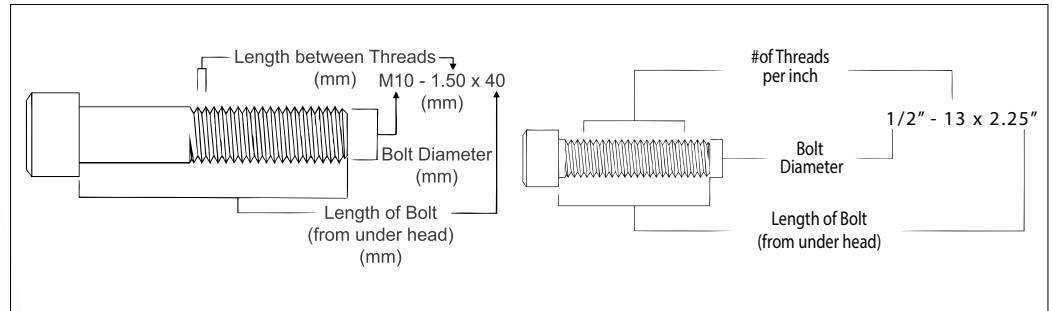 Length between Threads
(mm)
M10 - 1.50 x 40
(mm)
Bolt Diameter
(mm)
Length of Bolt
(from under head)
(mm)
#of Threads
per inch
1/2” - 13 x 2.25”
Bolt
Diameter
Length of Bolt
(from under head)